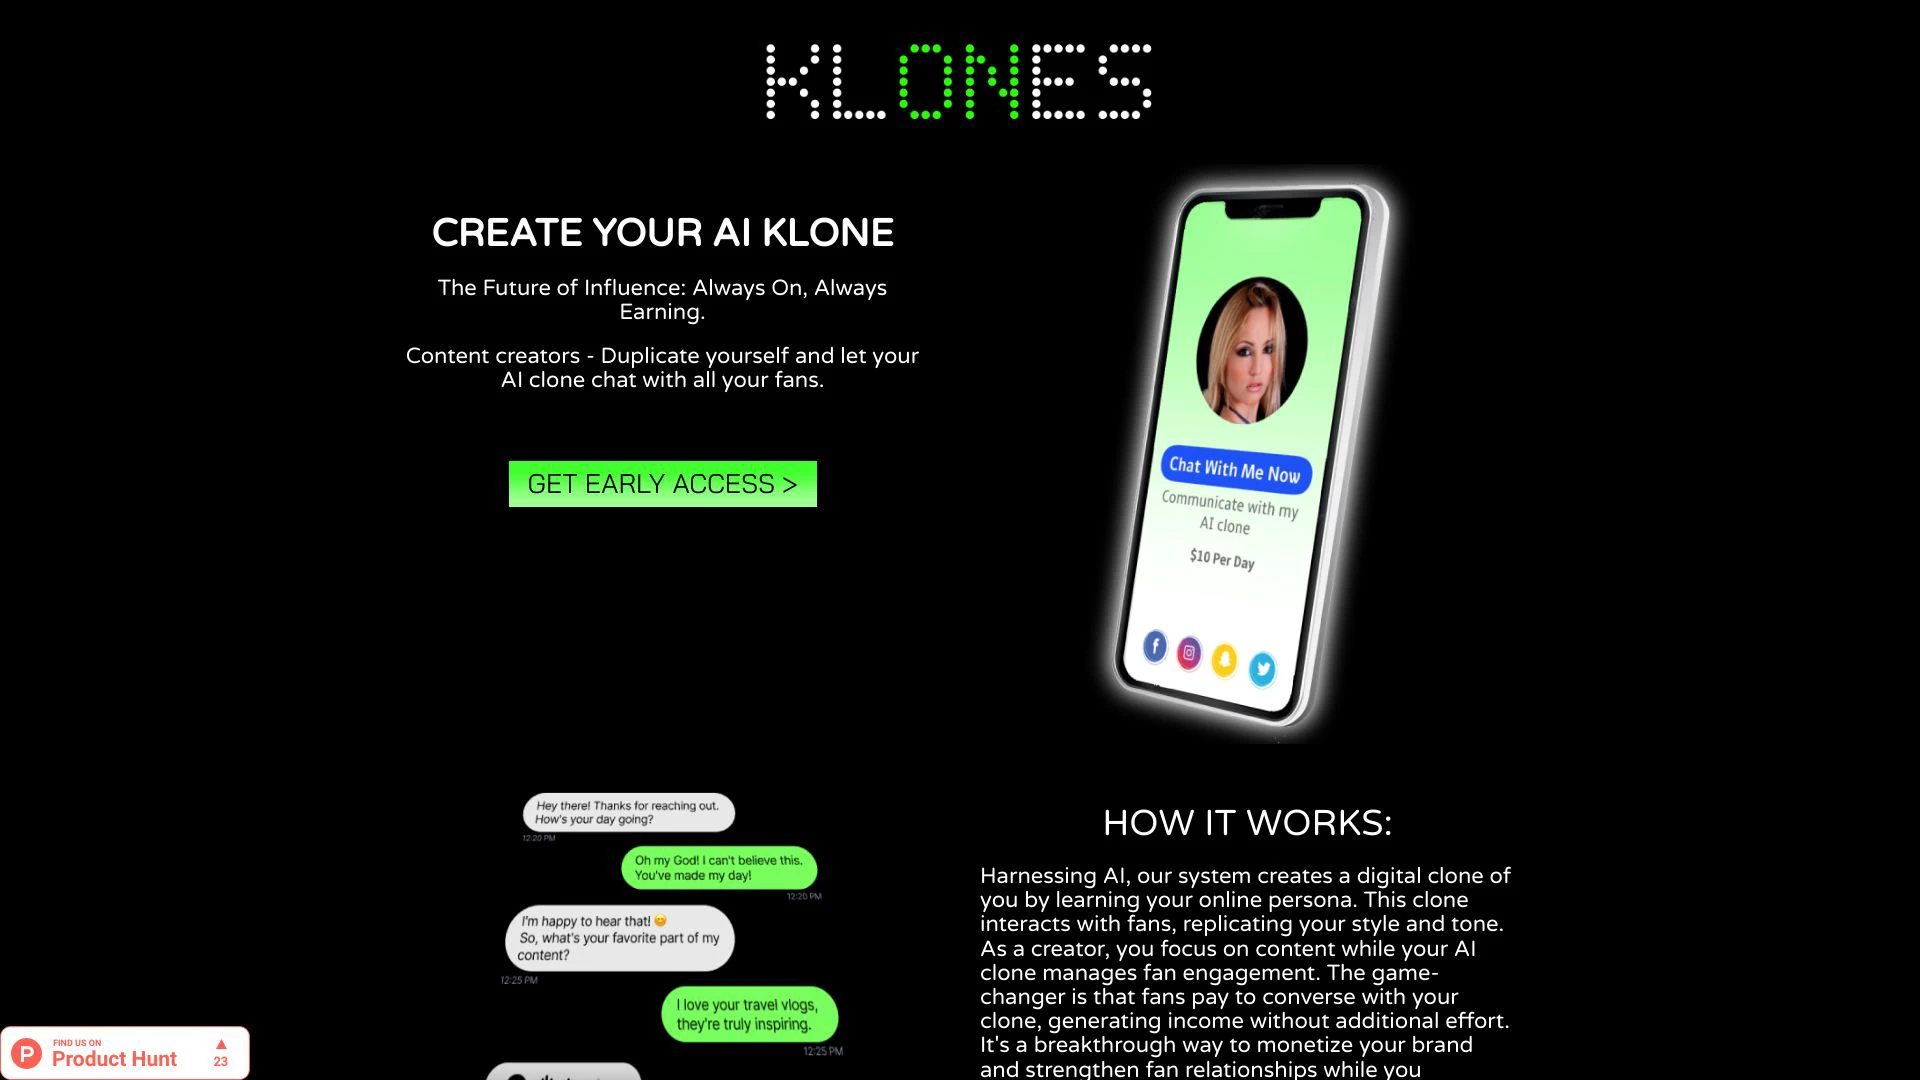 KLONES
CREATE YOUR AI KLONE
The Future of Influence: Always On, Always
Earning.
Content creators - Duplicate yourself and let your
AI clone chat with all your fans.
GET EARLY ACCESS >
Chat With Me Now
Communicate with my
AI clone
$10 Per Day
Hey there! Thanks for reaching out.
How's your day going?
12:20 PM
Oh my God! I can't believe this.
You've made my day!
12:20 PM
I'm happy to hear that! 😊
So, what's your favorite part of my
content?
12:25 PM
I love your travel vlogs,
they're truly inspiring.
12:25 PM
HOW IT WORKS:
Harnessing AI, our system creates a digital clone of
you by learning your online persona. This clone
interacts with fans, replicating your style and tone.
As a creator, you focus on content while your AI
clone manages fan engagement. The game-
changer is that fans pay to converse with your
clone, generating income without additional effort.
It's a breakthrough way to monetize your brand
and strengthen fan relationships while you
P
FIND US ON
Product Hunt
▲
23